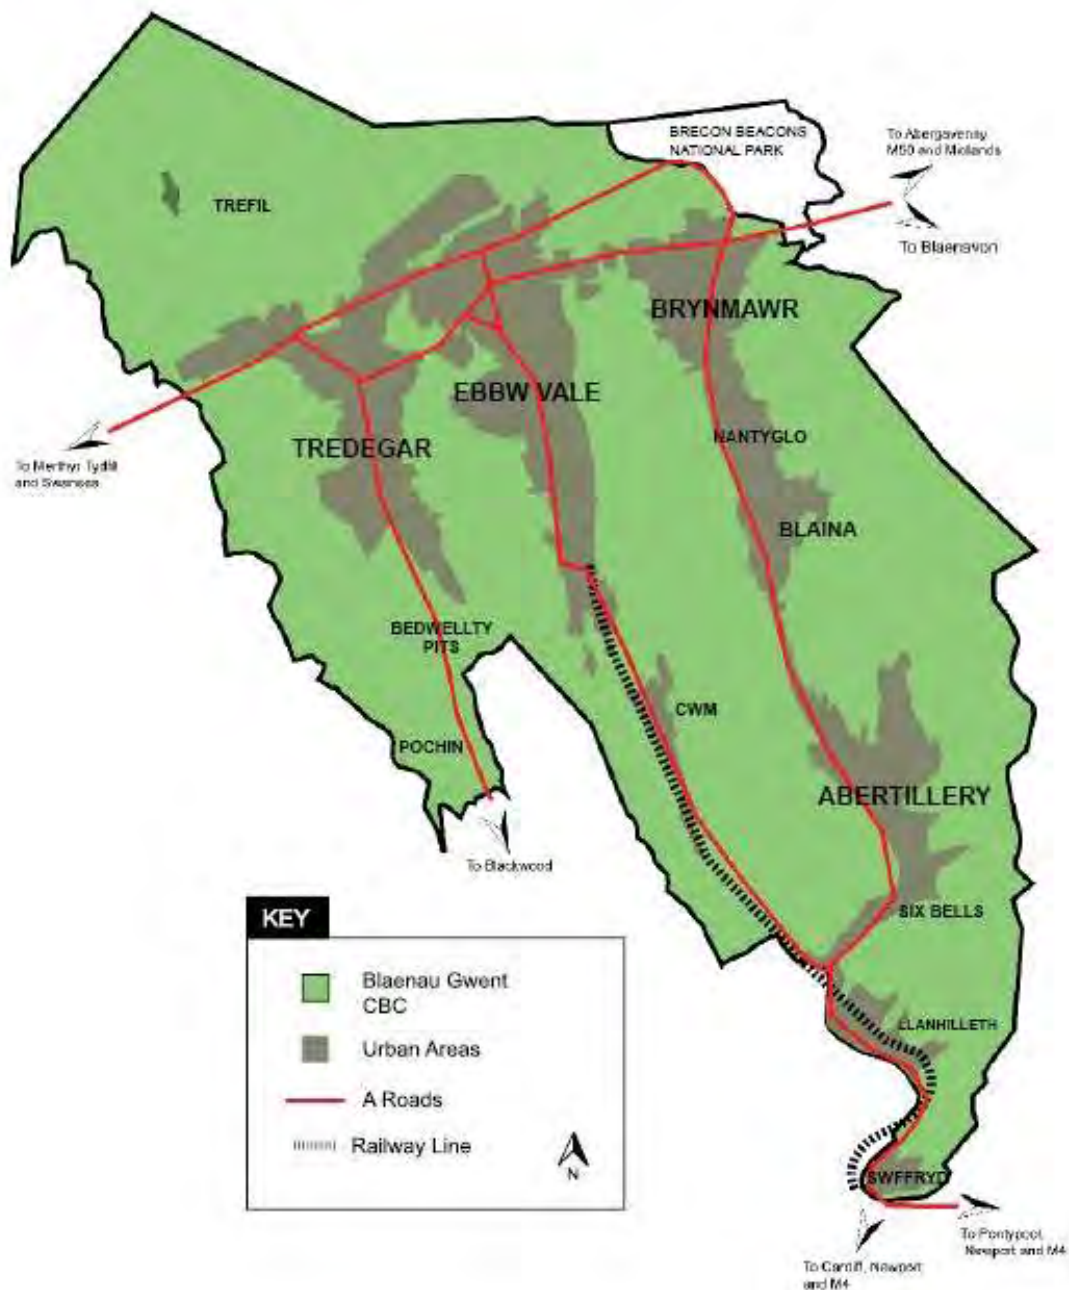 BRECON BEACONS
NATIONAL PARK
To Abergavenny
M50 and Midlands
To Blaenavon
TREFIL
BRYNMAWR
EBBW VALE
TREDEGAR
NANTYGLO
To Merthyr Tydfil
and Swansea
BLAINA
BEDWELLTY
PITS
CWM
POCHIN
ABERTILLERY
To Blackwood
SIX BELLS
LLANHILLETH
SWFFRYD
To Pontypool,
Newport and M4
To Cardiff, Newport
and M4
KEY
Blaenau Gwent
CBC
Urban Areas
A Roads
Railway Line
N